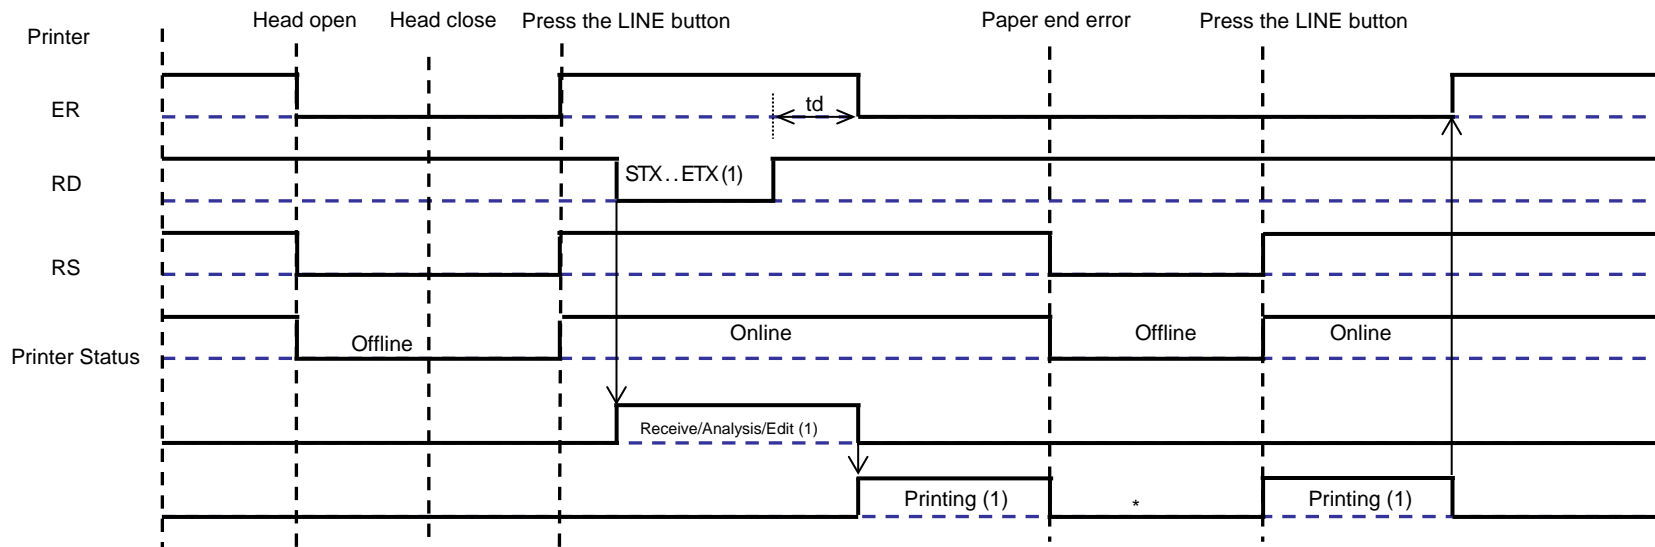 Head open Head close Press the LINE button Paper end error Press the LINE button
Printer
ER
td
RD
STX..ETX(1)
RS
Printer Status
Offline
Online
Offline
Online
Receive/Analysis/Edit (1)
Printing (1)
*
Printing (1)